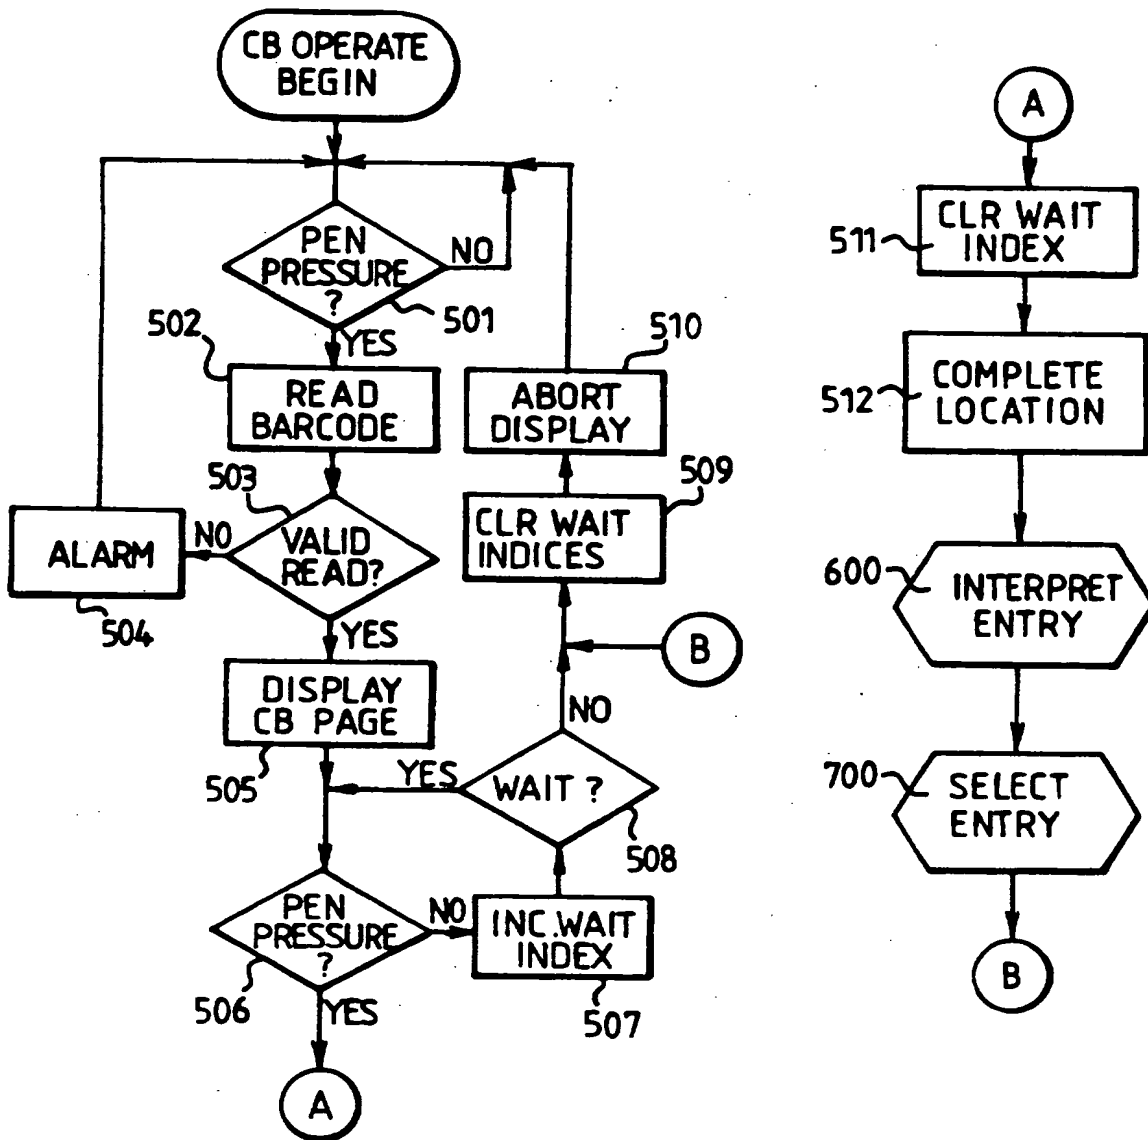 CB OPERATE
BEGIN
PEN
PRESSURE
?
NO
501
YES
502
READ
BARCODE
503
VALID
READ?
NO
ALARM
504
YES
DISPLAY
CB PAGE
505
PEN
PRESSURE
?
506
NO
YES
A
INC.WAIT
INDEX
507
WAIT ?
508
YES
NO
B
CLR WAIT
INDICES
509
ABORT
DISPLAY
510
A
CLR WAIT
INDEX
511
COMPLETE
LOCATION
512
INTERPRET
ENTRY
600
SELECT
ENTRY
700
B